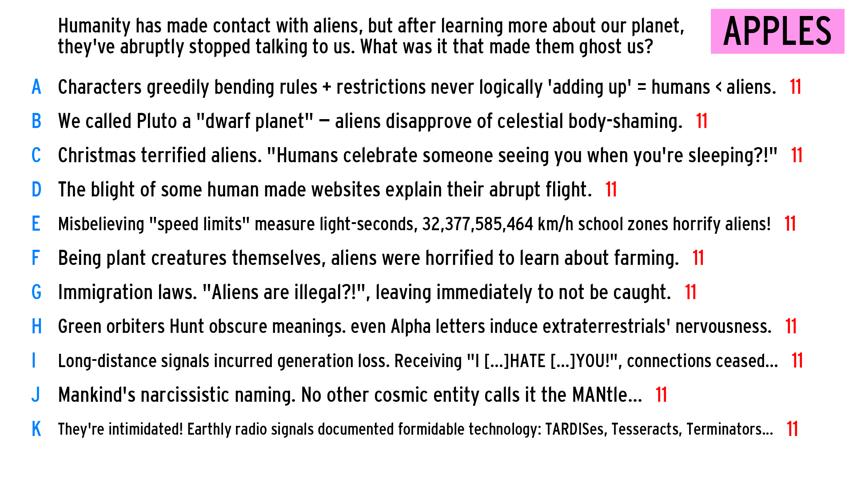 Humanity has made contact with aliens, but after learning more about our planet,
they've abruptly stopped talking to us. What was it that made them ghost us?
APPLES
A Characters greedily bending rules + restrictions never logically 'adding up' = humans < aliens. 11
B We called Pluto a "dwarf planet" – aliens disapprove of celestial body-shaming. 11
C Christmas terrified aliens. "Humans celebrate someone seeing you when you're sleeping?!" 11
D The blight of some human made websites explain their abrupt flight. 11
E Misbelieving "speed limits" measure light-seconds, 32,377,585,464 km/h school zones horrify aliens! 11
F Being plant creatures themselves, aliens were horrified to learn about farming. 11
G Immigration laws. "Aliens are illegal?!", leaving immediately to not be caught. 11
H Green orbiters Hunt obscure meanings. even Alpha letters induce extraterrestrials' nervousness. 11
I Long-distance signals incurred generation loss. Receiving "I [...]HATE [...]YOU!", connections ceased... 11
J Mankind's narcissistic naming. No other cosmic entity calls it the MANtle... 11
K They're intimidated! Earthly radio signals documented formidable technology: TARDISes, Tesseracts, Terminators... 11